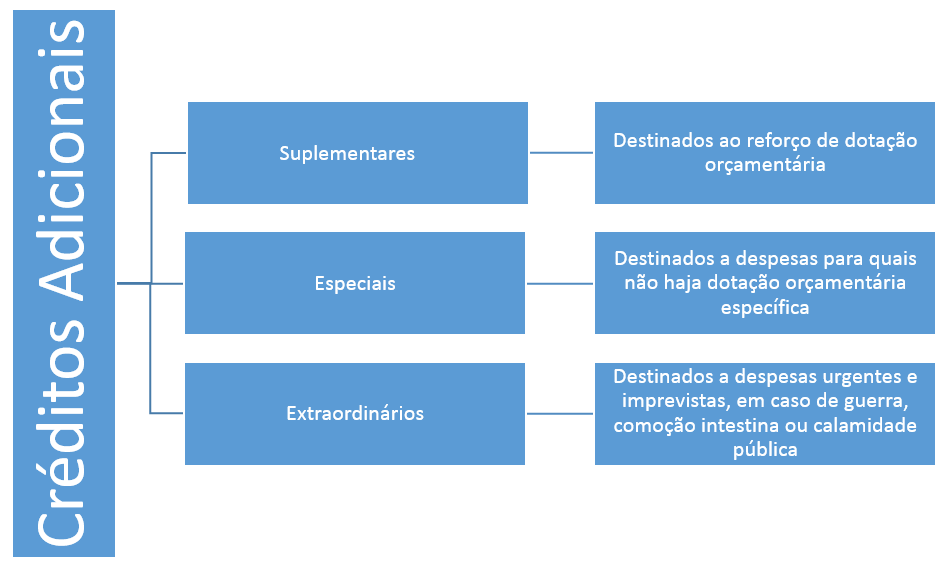 Créditos Adicionais
Suplementares
Destinados ao reforço de dotação
orçamentária
Especiais
Destinados a despesas para quais
não haja dotação orçamentária
específica
Extraordinários
Destinados a despesas urgentes e
imprevistas, em caso de guerra,
comoção intestina ou calamidade
pública